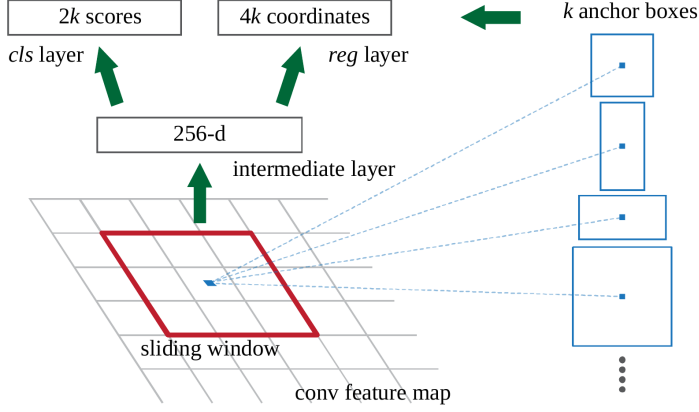 2k scores
4k coordinates
k anchor boxes
cls layer
reg layer
256-d
intermediate layer
sliding window
conv feature map